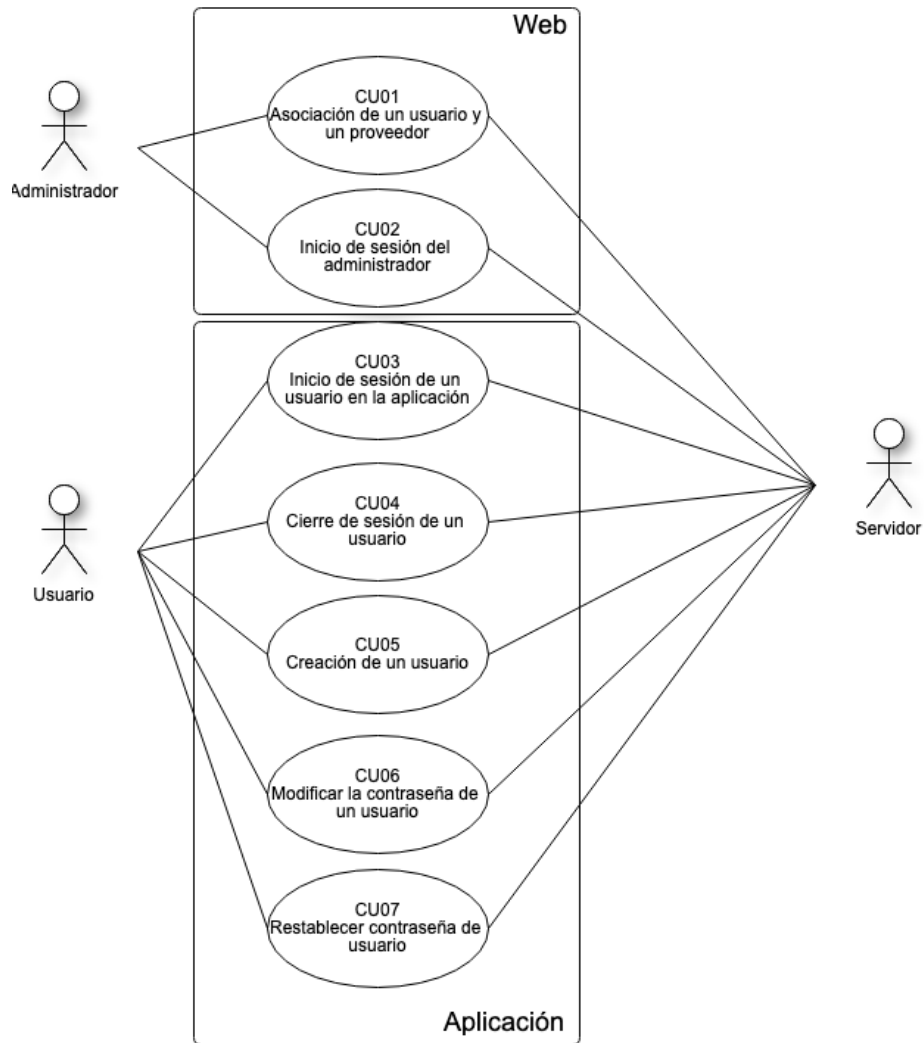 Web
CU01
Asociación de un usuario y
un proveedor
Administrador
CU02
Inicio de sesión del
administrador
CU03
Inicio de sesión de un
usuario en la aplicación
CU04
Cierre de sesión de un
usuario
Servidor
Usuario
CU05
Creación de un usuario
CU06
Modificar la contraseña de
un usuario
CU07
Restablecer contraseña de
usuario
Aplicación